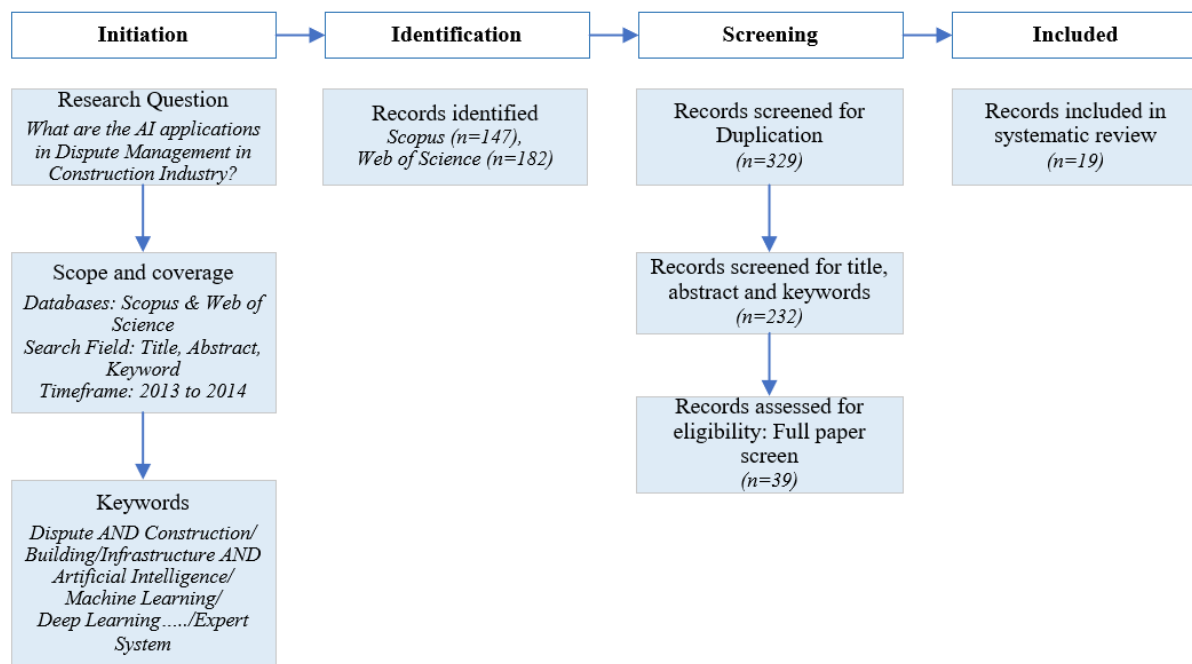 Initiation
Identification
Screening
Included
Research Question
What are the AI applications
in Dispute Management in
Construction Industry?
Scope and coverage
Databases: Scopus & Web of
Science
Search Field: Title, Abstract,
Keyword
Timeframe: 2013 to 2014
Keywords
Dispute AND Construction/
Building/Infrastructure AND
Artificial Intelligence/
Machine Learning/
Deep Learning…../Expert
System
Records identified
Scopus (n=147),
Web of Science (n=182)
Records screened for
Duplication
(n=329)
Records screened for title,
abstract and keywords
(n=232)
Records assessed for
eligibility: Full paper
screen
(n=39)
Records included in
systematic review
(n=19)